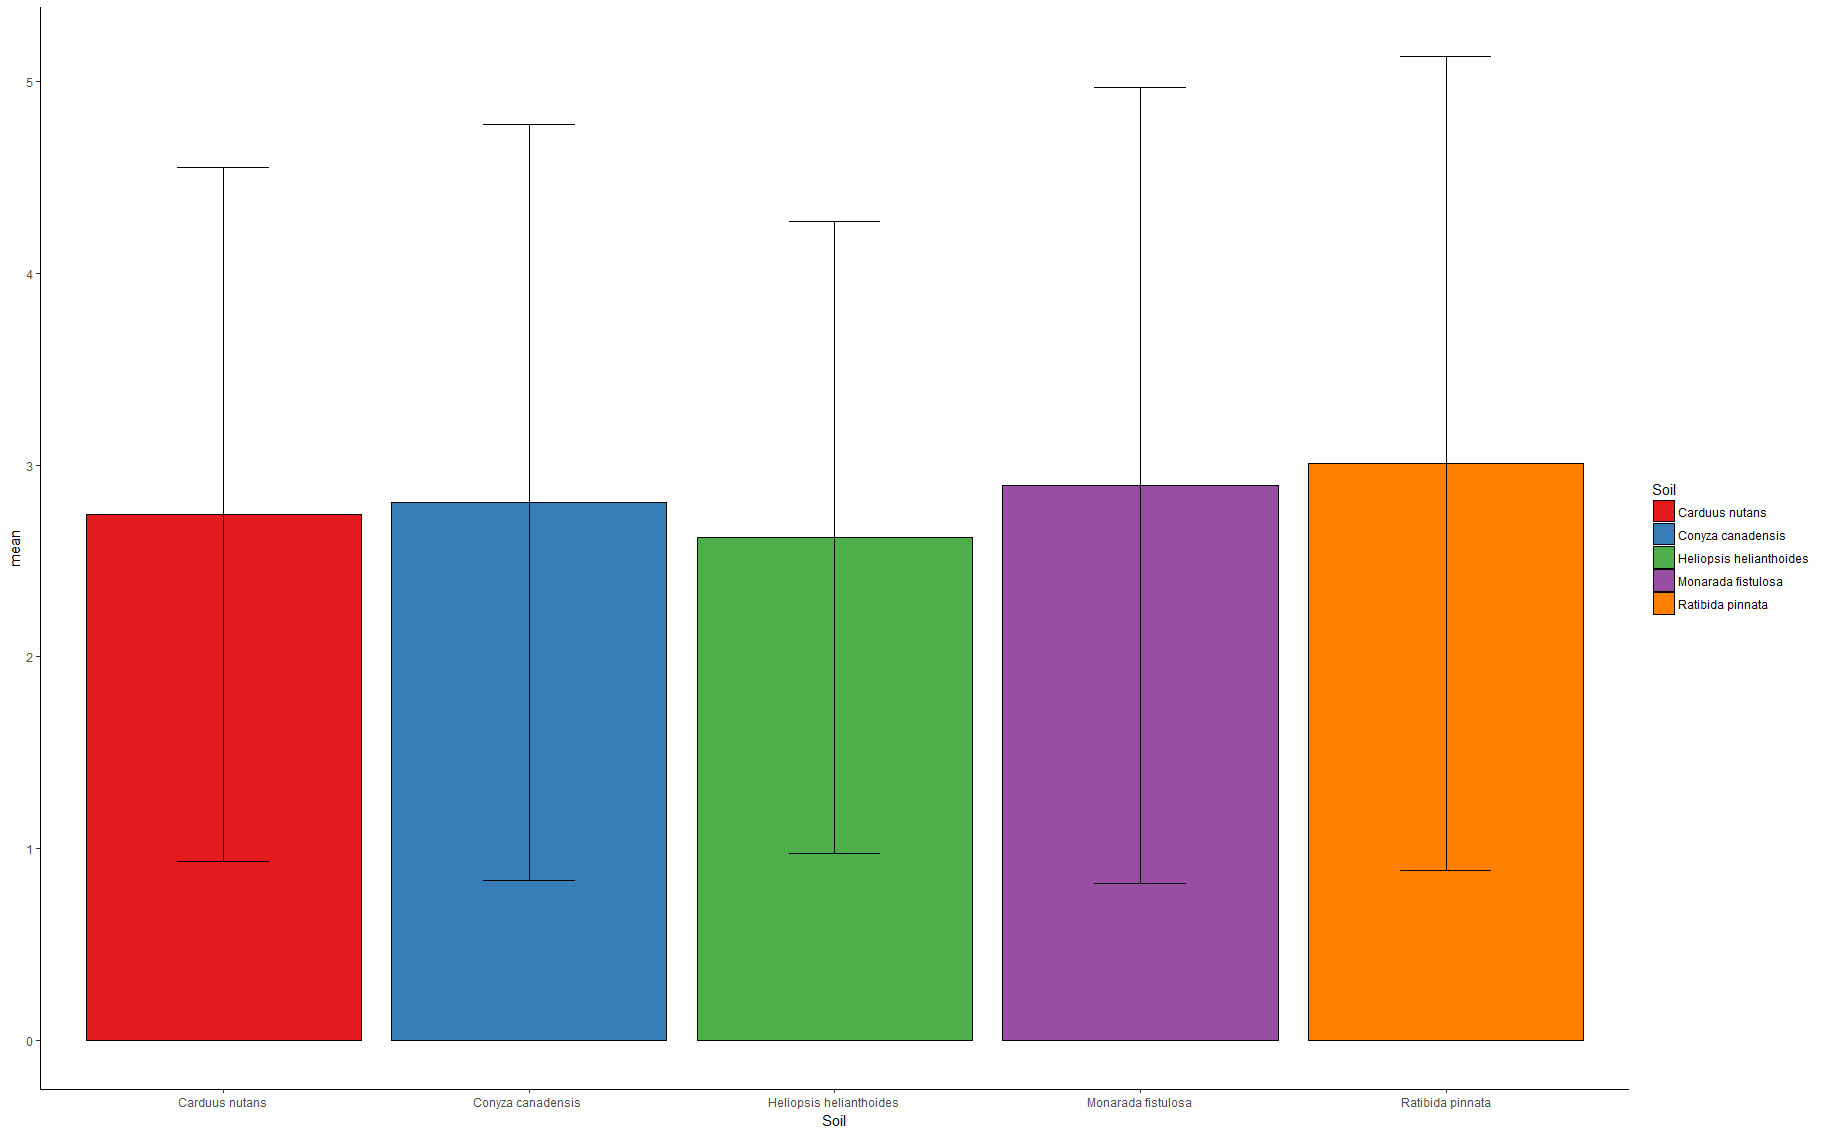 5
4
3
2
1
0
mean
Carduus nutans
Conyza canadensis
Heliopsis helianthoides
Monarada fistulosa
Ratibida pinnata
Soil
Soil
Carduus nutans
Conyza canadensis
Heliopsis helianthoides
Monarada fistulosa
Ratibida pinnata